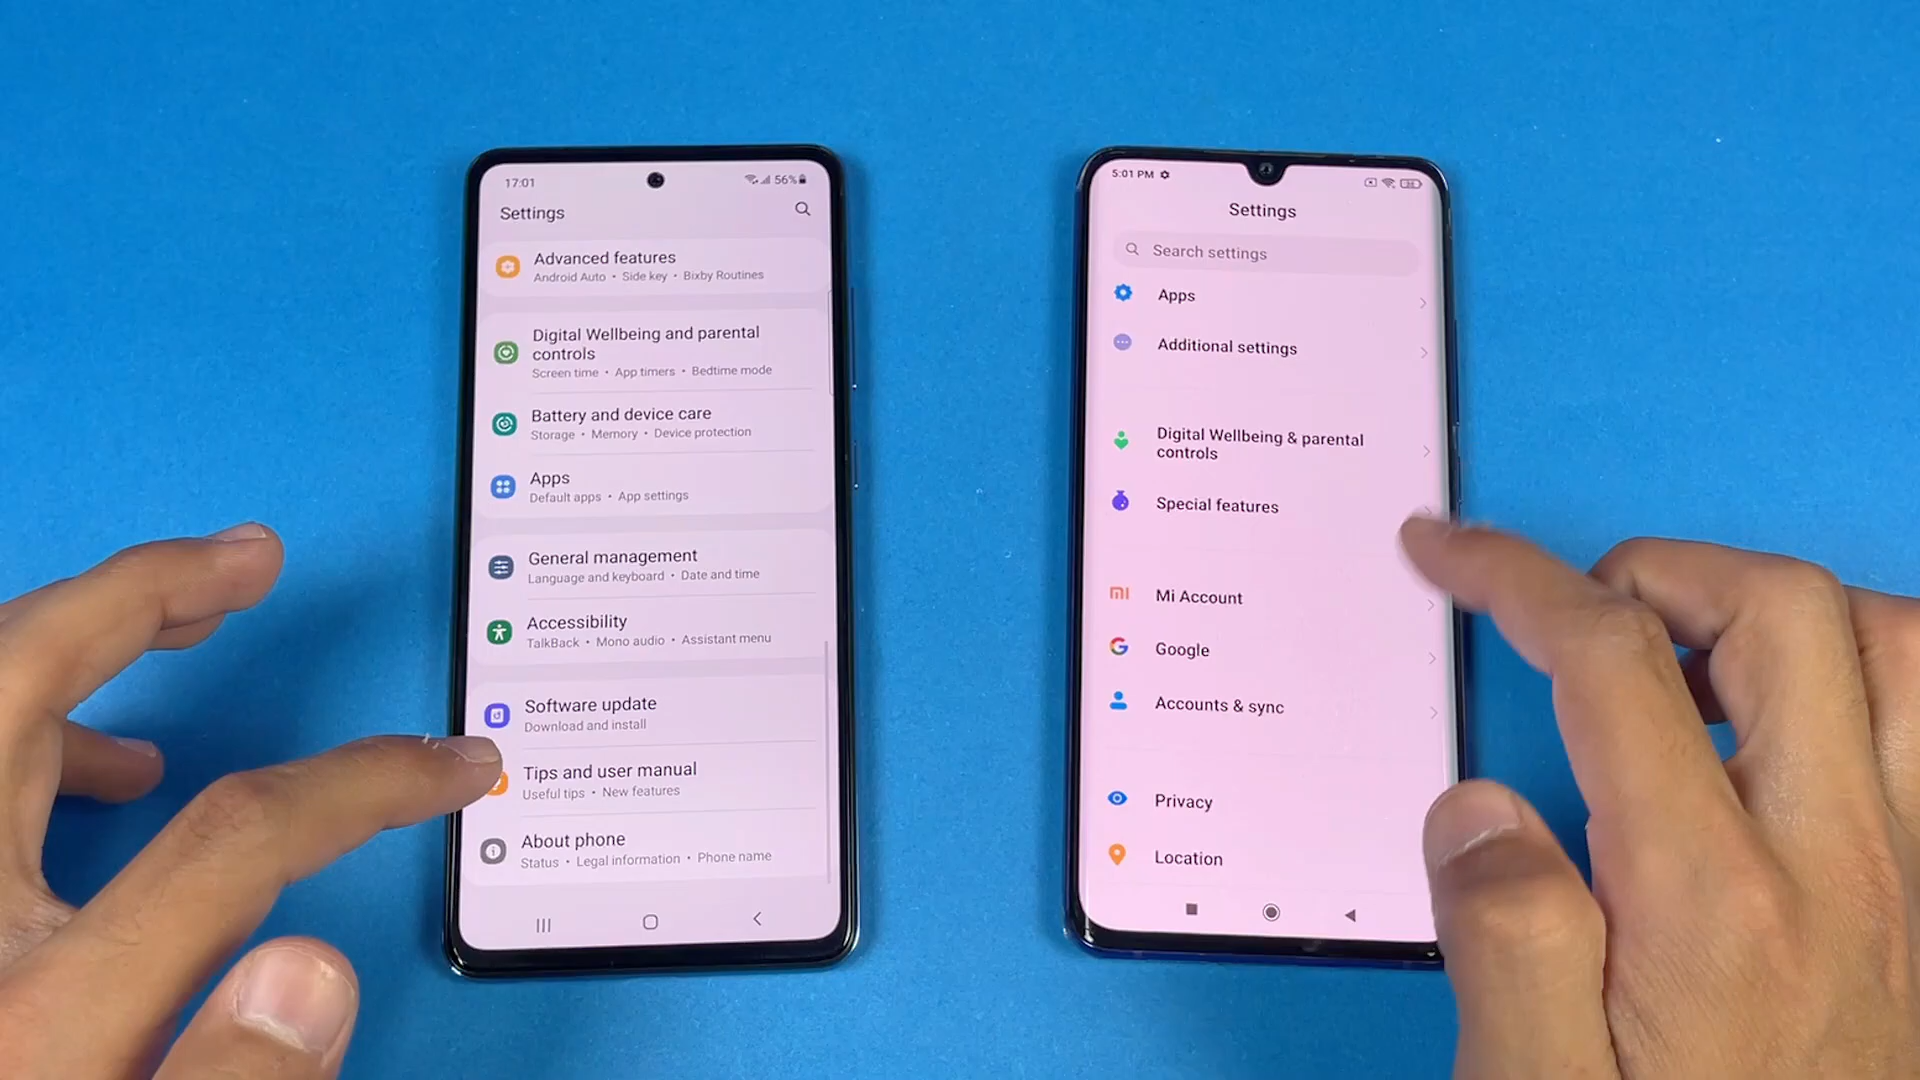 17:01
56%
Settings
Advanced features
Android Auto • Side key • Bixby Routines
Digital Wellbeing and parental
controls
Screen time • App timers • Bedtime mode
Battery and device care
Storage • Memory • Device protection
Apps
Default apps • App settings
General management
Language and keyboard • Date and time
Accessibility
TalkBack • Mono audio • Assistant menu
Software update
Download and install
Tips and user manual
Useful tips • New features
About phone
Status • Legal information • Phone name
5:01 PM
Settings
Search settings
Apps
Additional settings
Digital Wellbeing & parental
controls
Special features
Mi Account
Google
Accounts & sync
Privacy
Location